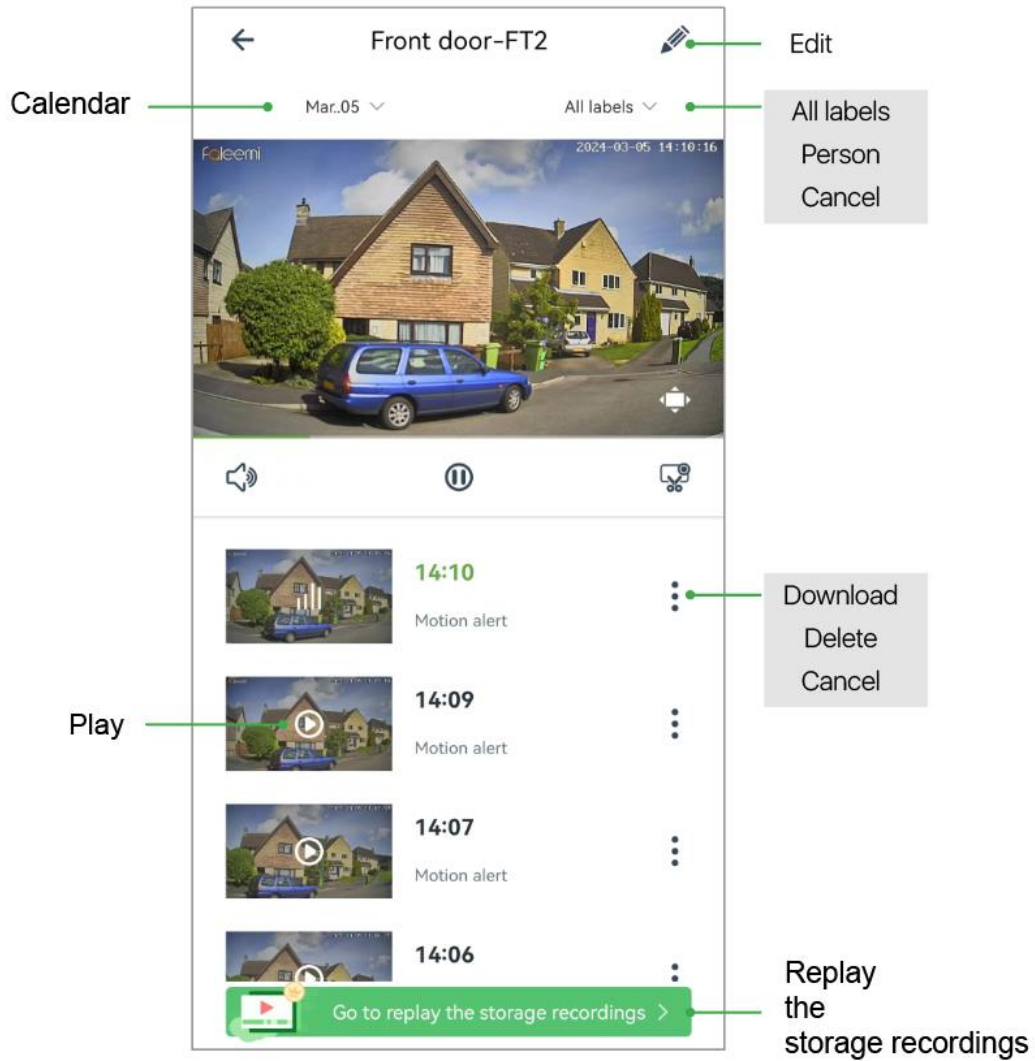 Front door-FT2
Edit
Calendar
Mar..05
All labels
All labels
Person
Cancel
Faleemi
2024-03-05 14:10:16
14:10
Motion alert
Download
Delete
Cancel
Play
14:09
Motion alert
14:07
Motion alert
14:06
Go to replay the storage recordings
Replay
the
storage recordings